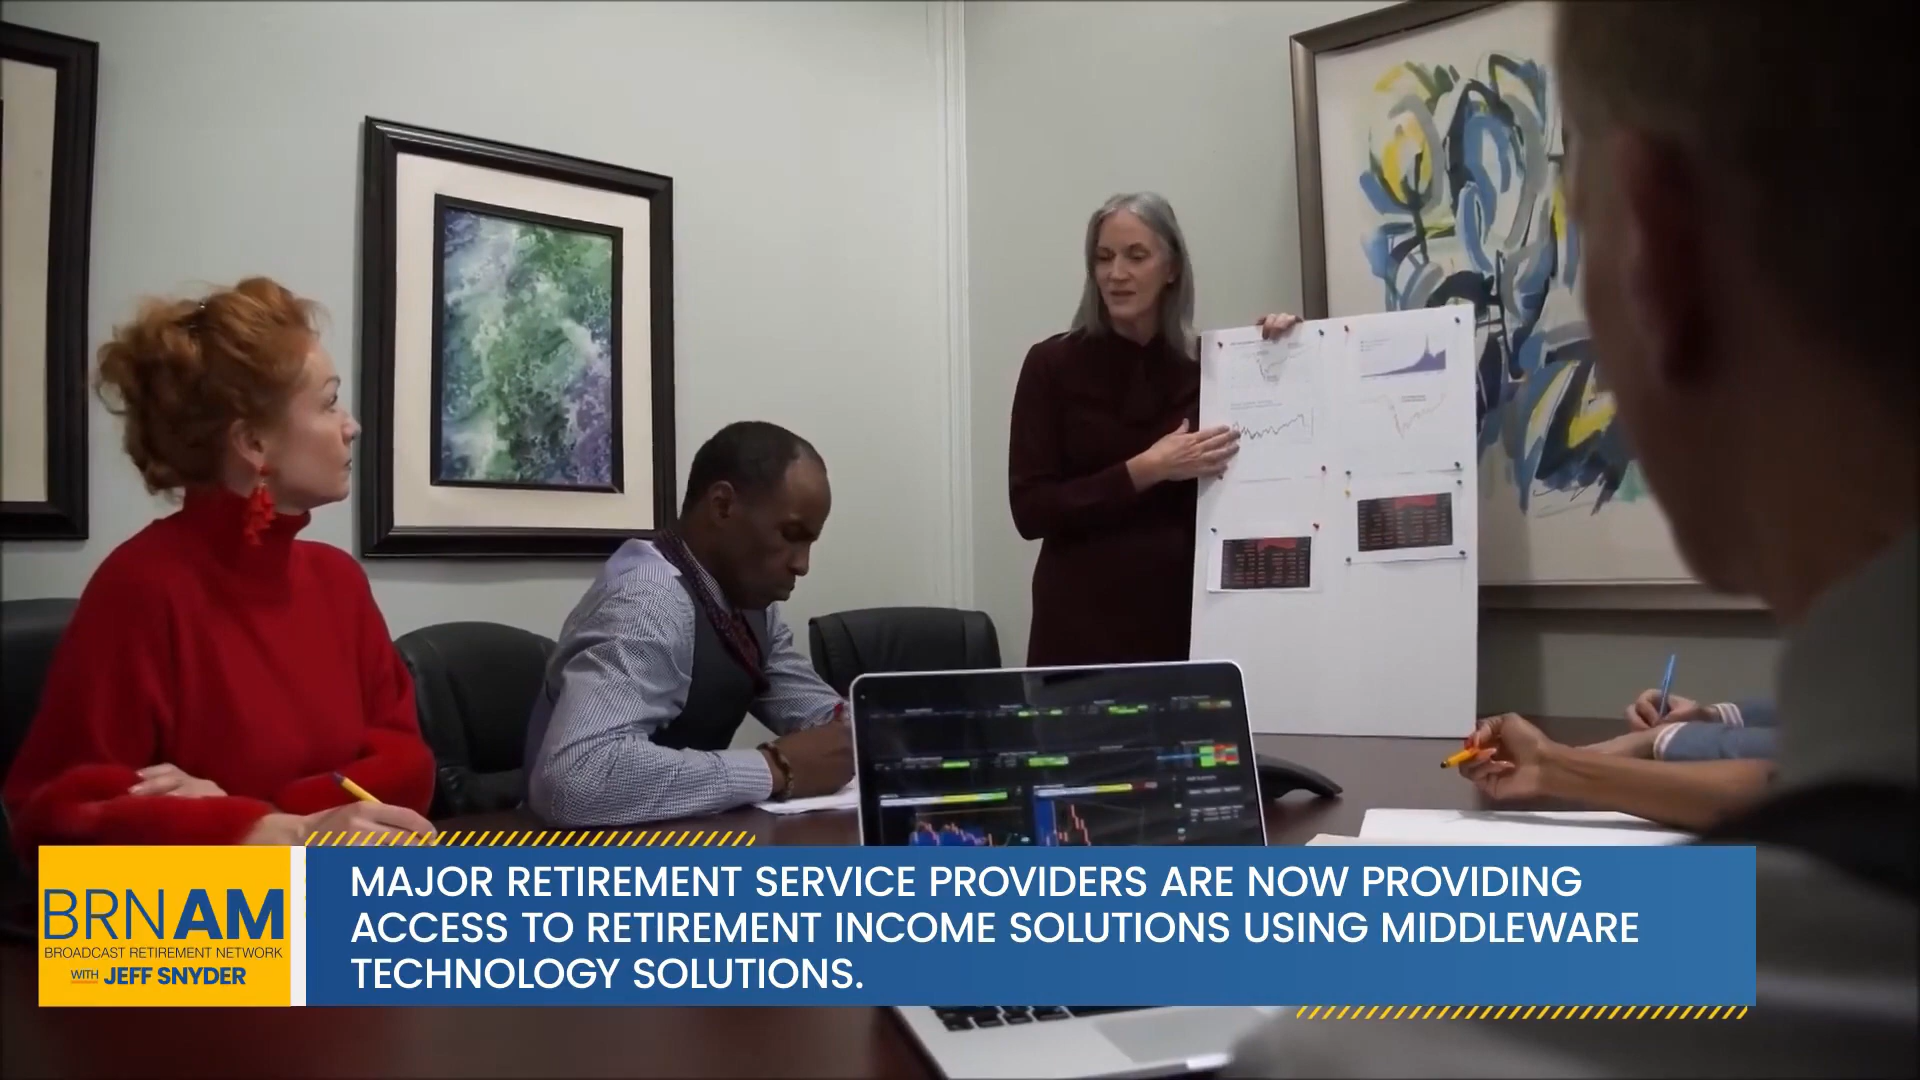 BRNAM
BROADCAST RETIREMENT NETWORK
WITH JEFF SNYDER
MAJOR RETIREMENT SERVICE PROVIDERS ARE NOW PROVIDING
ACCESS TO RETIREMENT INCOME SOLUTIONS USING MIDDLEWARE
TECHNOLOGY SOLUTIONS.